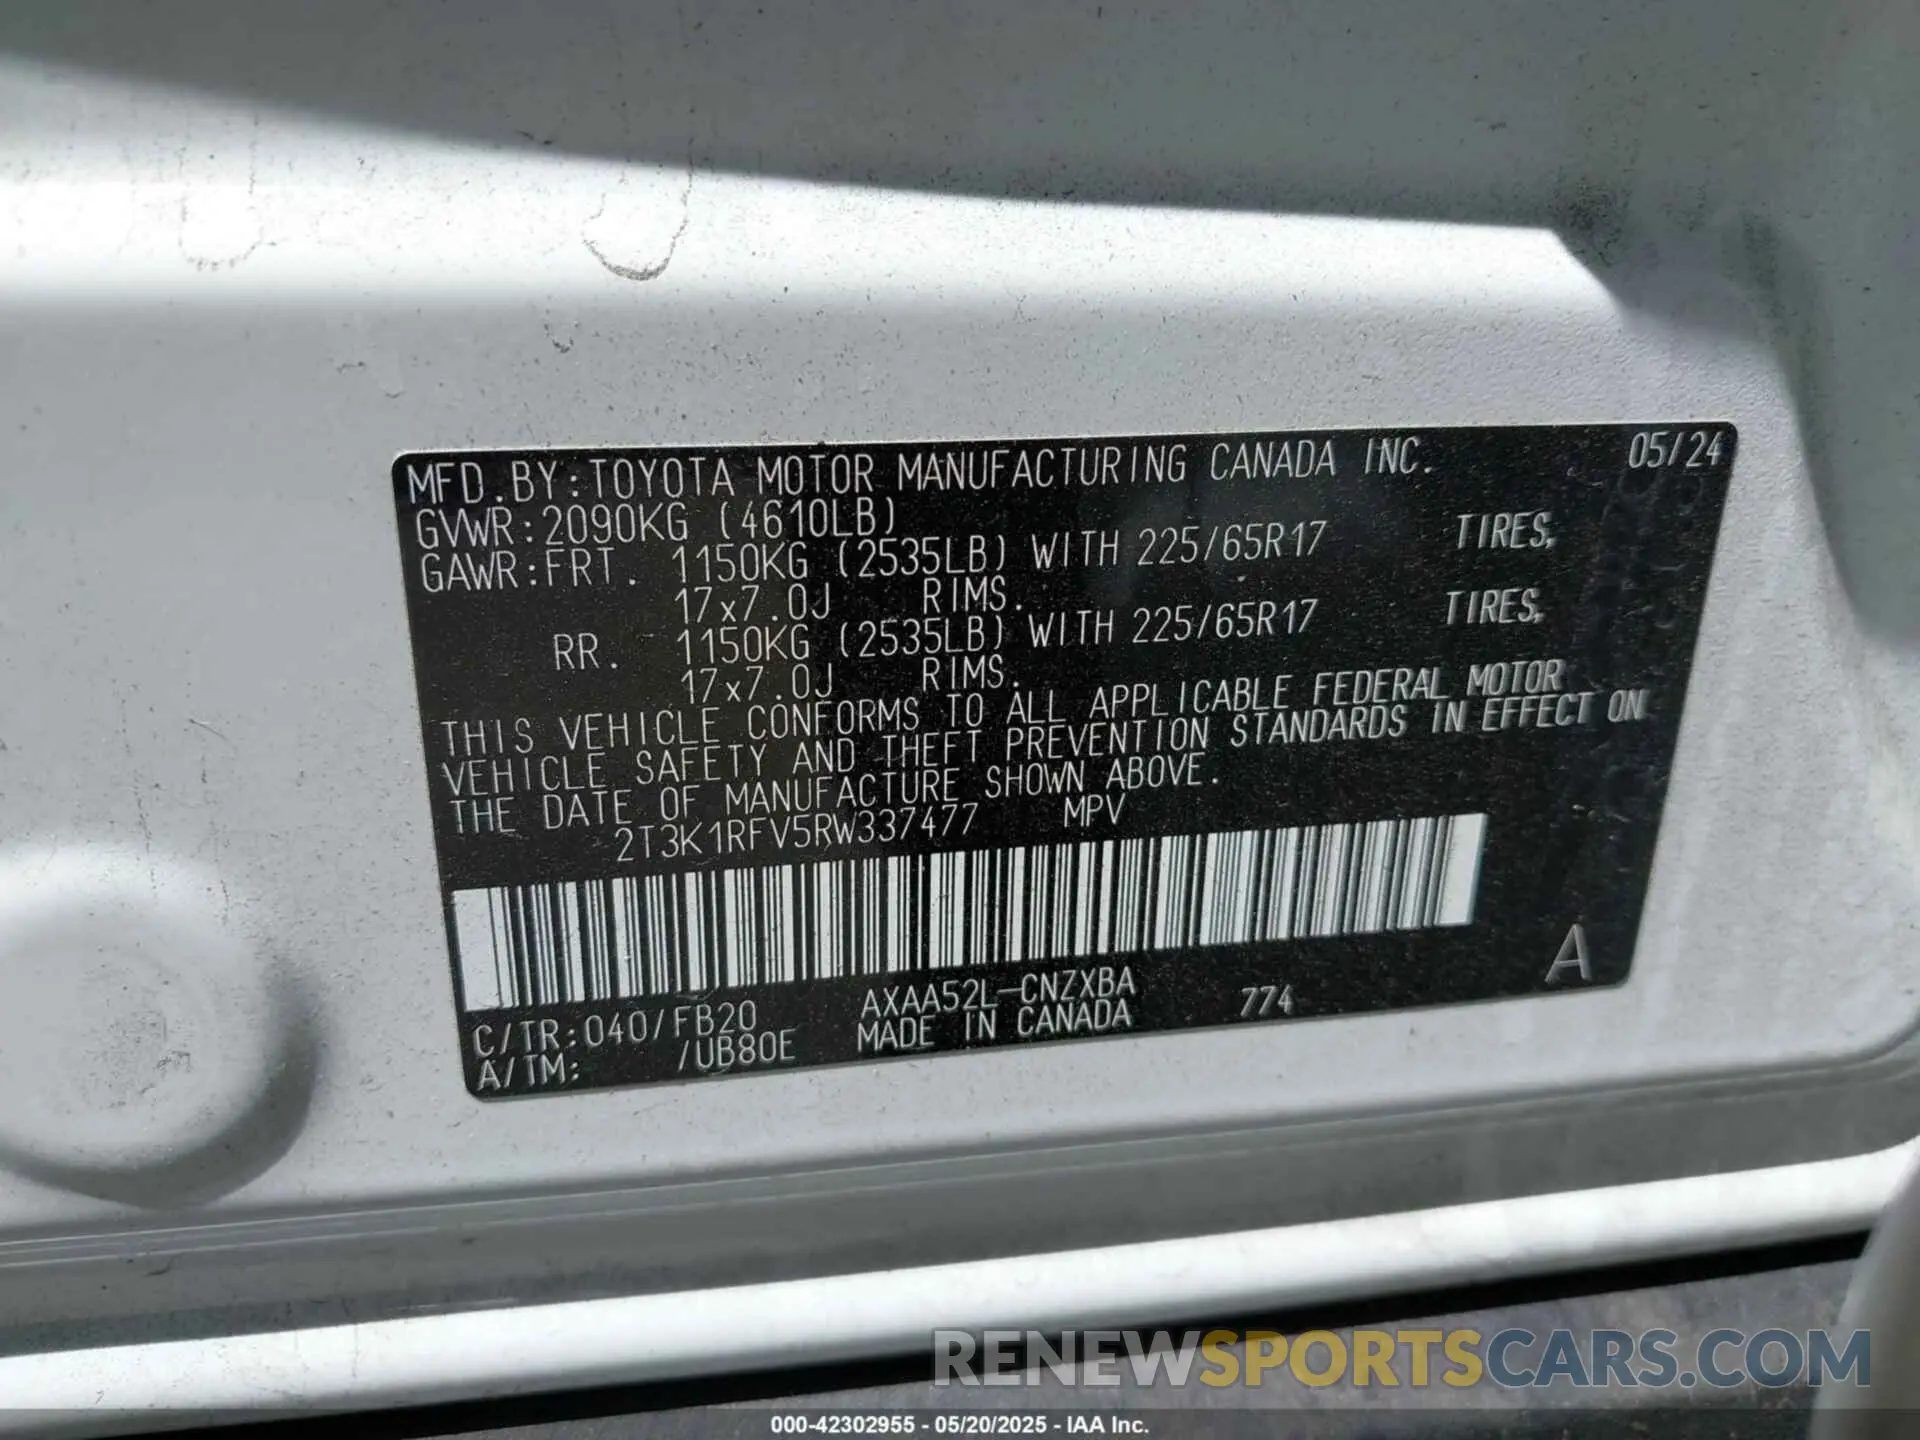 MFD.BY:TOYOTA MOTOR MANUFACTURING CANADA INC. 05/24
GVWR:2090KG (4610LB)
GAWR:FRT. 1150KG (2535LB) WITH 225/65R17 TIRES,
17x7.0J RIMS.
RR. 1150KG (2535LB) WITH 225/65R17 TIRES,
17x7.0J RIMS.
THIS VEHICLE CONFORMS TO ALL APPLICABLE FEDERAL MOTOR
VEHICLE SAFETY AND THEFT PREVENTION STANDARDS IN EFFECT ON
THE DATE OF MANUFACTURE SHOWN ABOVE.
2T3K1RFV5RW337477 MPV
A
C/TR:040/FB20 AXAA52L-CNZXBA 774
A/TM: /UB80E MADE IN CANADA
RENEWSPORTSCARS.COM
000-42302955 - 05/20/2025 - IAA Inc.